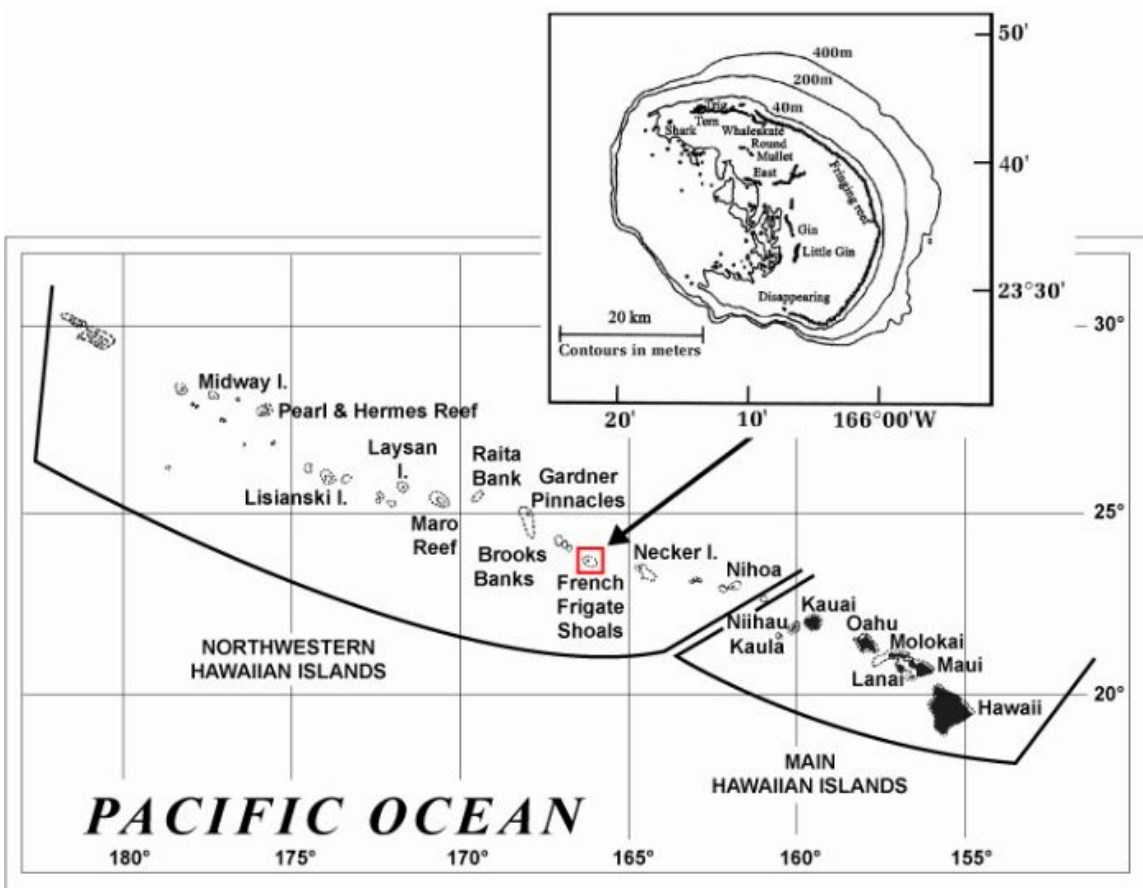 50'
400m
200m
40m
Trig
Tern
Shark
Whaleskate
Round
Mullet
40'
East
Fringing reef
Gin
Little Gin
Disappearing
23°30'
20 km
Contours in meters
20'
10'
166°00'W
30°
Midway I.
Pearl & Hermes Reef
Laysan
I.
Raita
Bank
Gardner
Pinnacles
Lisianski I.
Maro
Reef
25°
Brooks
Banks
Necker I.
French
Frigate
Shoals
Nihoa
Niihau
Kauai
Kaula
Oahu
Molokai
Maui
Lanai
20°
Hawaii
NORTHWESTERN
HAWAIIAN ISLANDS
MAIN
HAWAIIAN ISLANDS
PACIFIC OCEAN
180°
175°
170°
165°
160°
155°